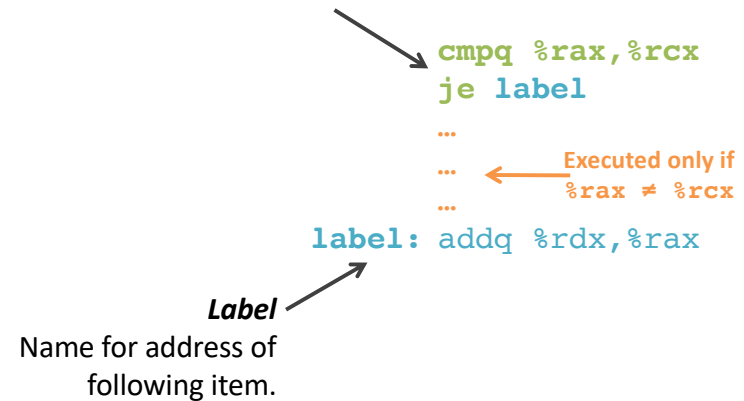 cmpq %rax,%rcx
je label
…
…
…
Executed only if
%rax ≠ %rcx
label: addq %rdx,%rax
Label
Name for address of
following item.